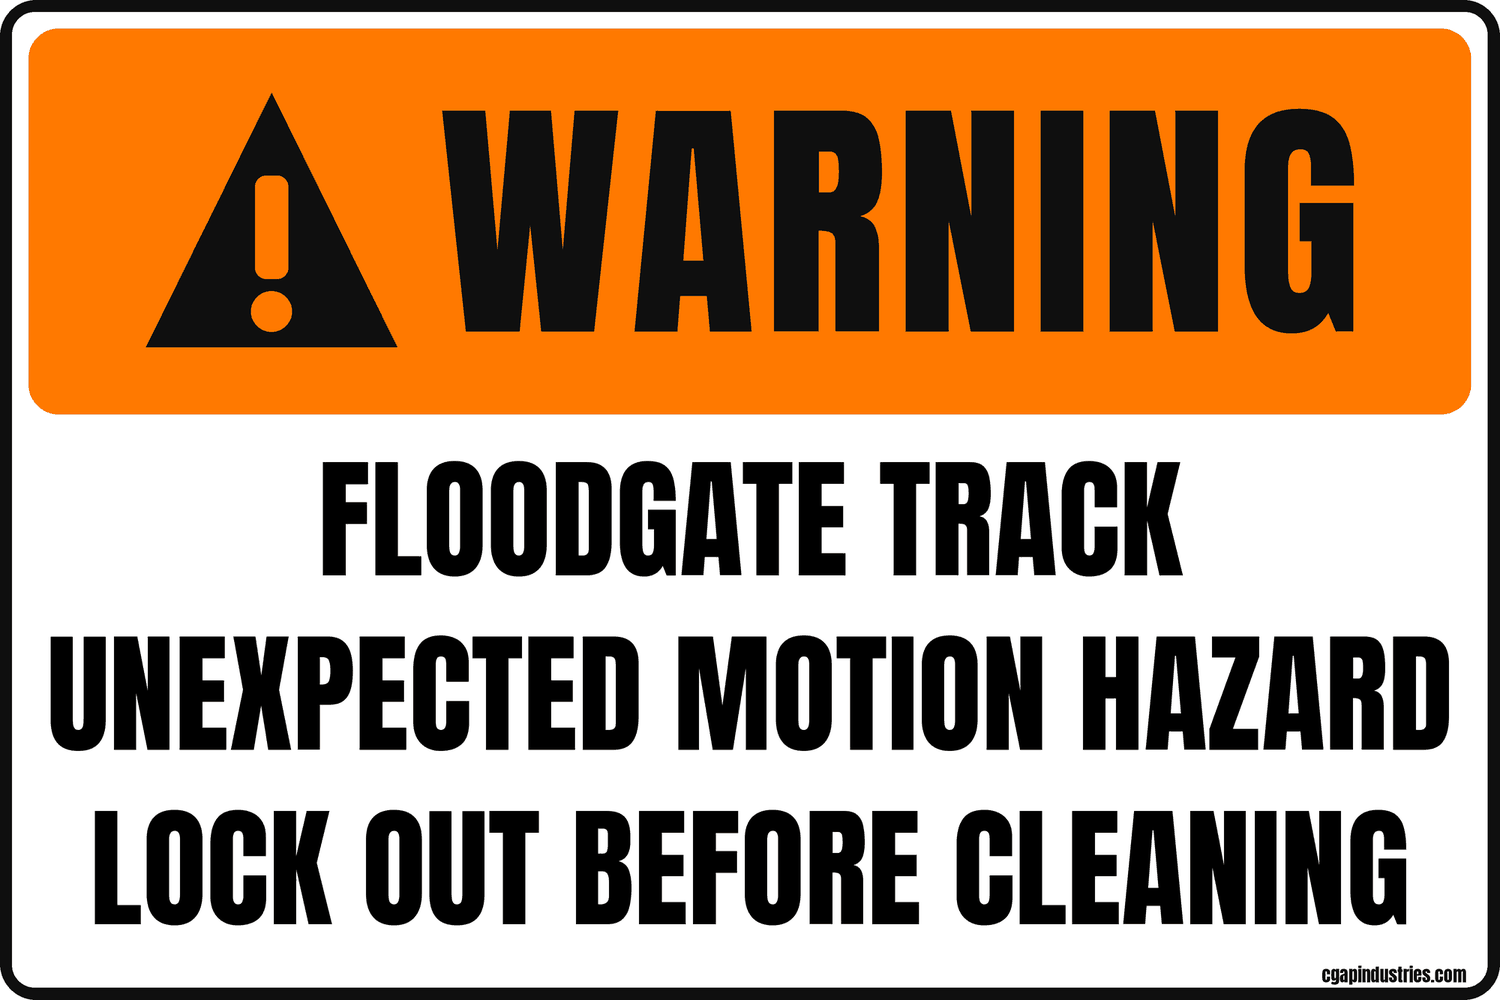 WARNING
FLOODGATE TRACK
UNEXPECTED MOTION HAZARD
LOCK OUT BEFORE CLEANING
cgapindustries.com